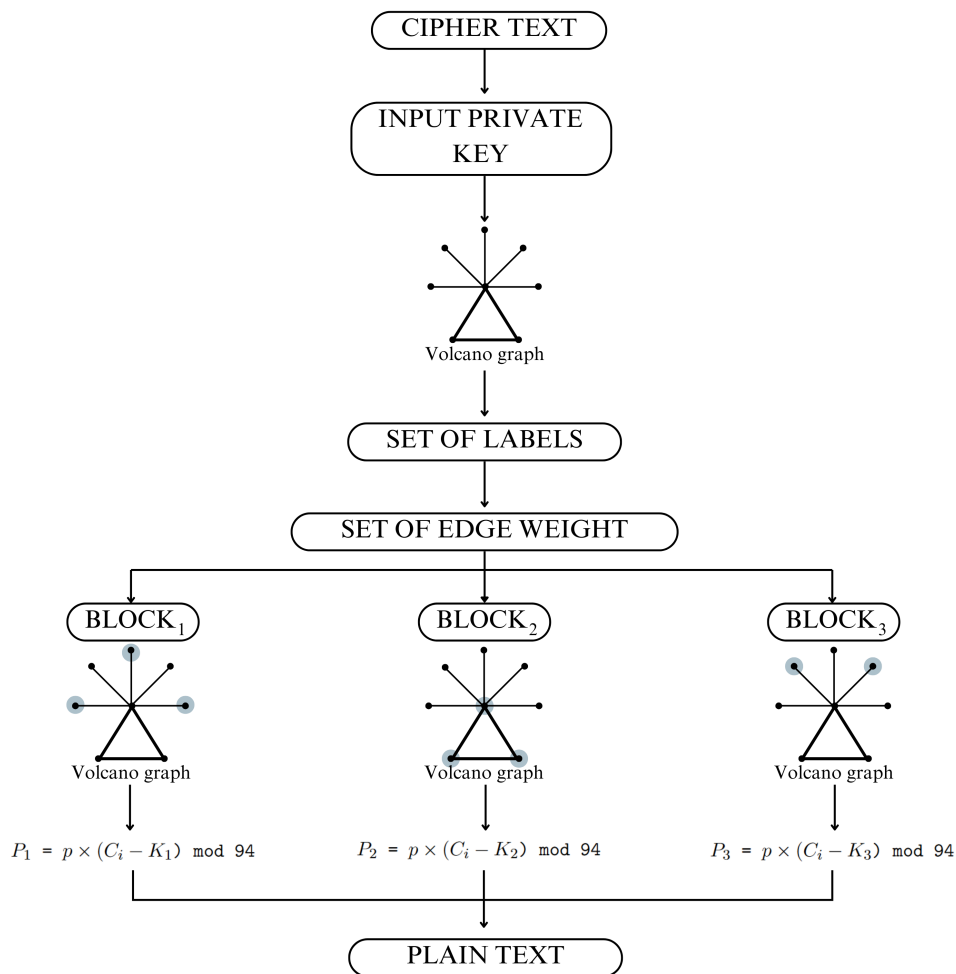 CIPHER TEXT
INPUT PRIVATE
KEY
Volcano graph
SET OF LABELS
SET OF EDGE WEIGHT
BLOCK₁
BLOCK₂
BLOCK₃
Volcano graph
Volcano graph
Volcano graph
P₁ = p × (Cᵢ − K₁) mod 94
P₂ = p × (Cᵢ − K₂) mod 94
P₃ = p × (Cᵢ − K₃) mod 94
PLAIN TEXT